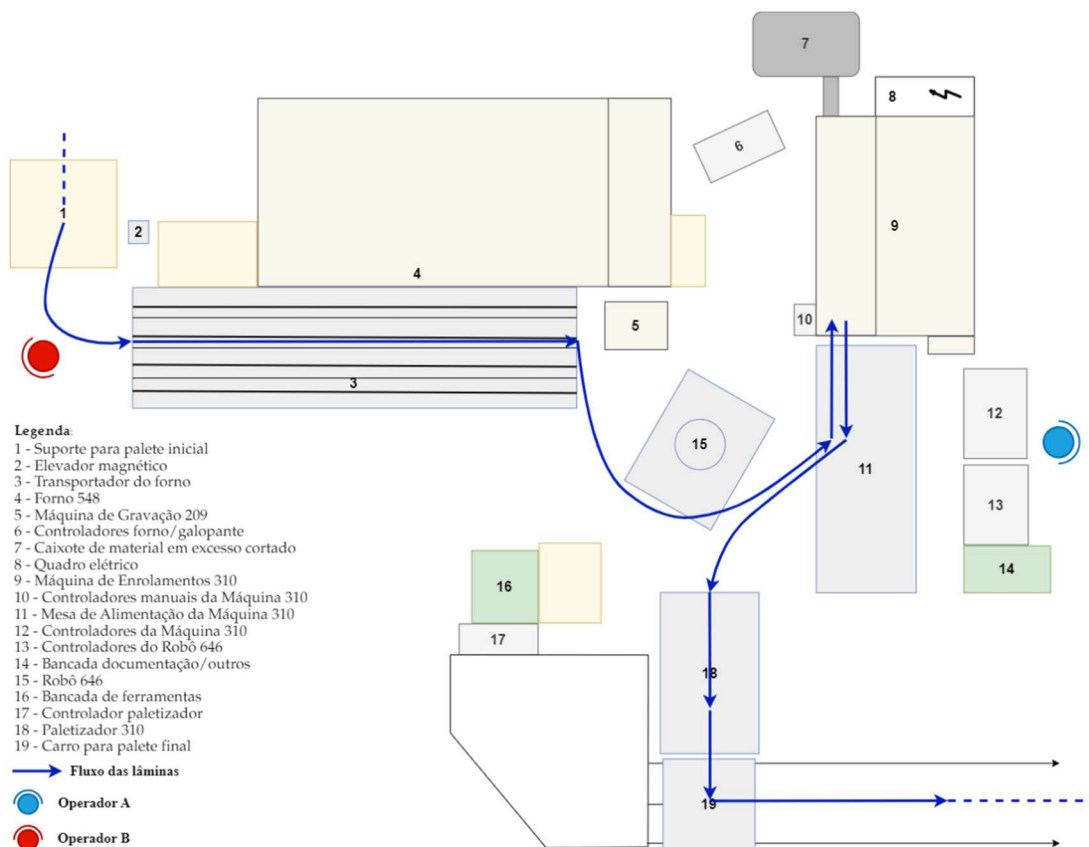 7
8
6
1
2
9
4
10
5
3
12
15
11
13
14
16
17
18
19
Legenda:
1 - Suporte para palete inicial
2 - Elevador magnético
3 - Transportador do forno
4 - Forno 548
5 - Máquina de Gravação 209
6 - Controladores forno/galopante
7 - Caixote de material em excesso cortado
8 - Quadro elétrico
9 - Máquina de Enrolamentos 310
10 - Controladores manuais da Máquina 310
11 - Mesa de Alimentação da Máquina 310
12 - Controladores da Máquina 310
13 - Controladores do Robô 646
14 - Bancada documentação/outros
15 - Robô 646
16 - Bancada de ferramentas
17 - Controlador paletizador
18 - Paletizador 310
19 - Carro para palete final
Fluxo das lâminas
Operador A
Operador B